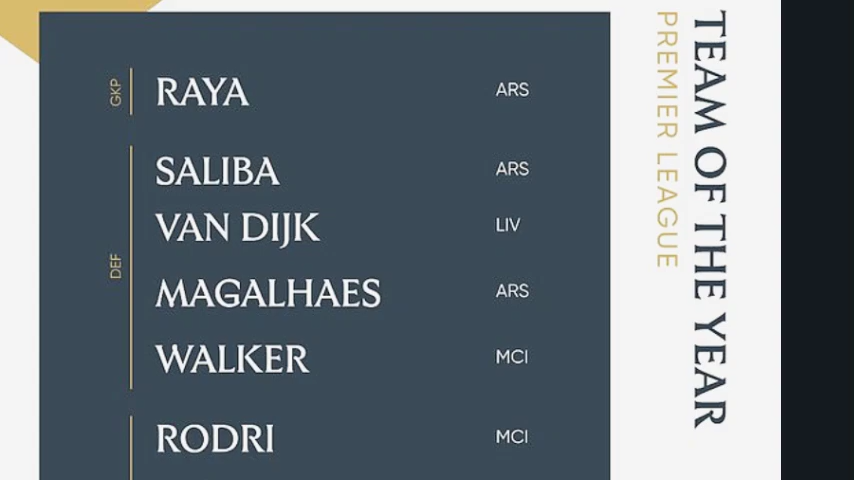 GKP
RAYA ARS
DEF
SALIBA ARS
VAN DIJK LIV
MAGALHAES ARS
WALKER MCI
RODRI MCI
TEAM OF THE YEAR
PREMIER LEAGUE